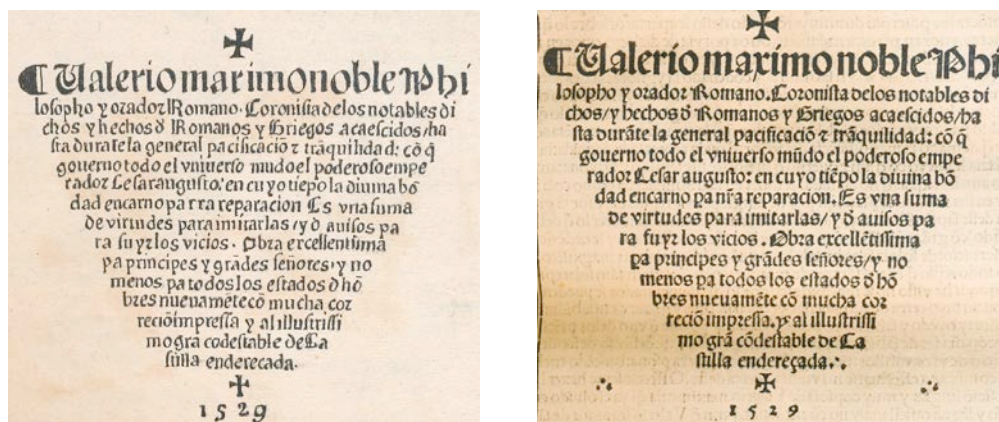 ✠
¶ Ualerio marimo noble Phi
losopho y orador Romano. Coronista delos notables di
chos y hechos đ Romanos y Griegos acaescidos/ha
sta durate la general pacificaciō ⁊ trāquilidad: cō q̄
gouerno todo el vniuerso mudo el poderoso empe
rador Cesar augusto: en cuyo tiēpo la diuina bō
dad encarno pa rra reparacion Es vna suma
de virtudes para imitarlas /y đ auisos pa
ra fuyr los vicios. Obra excellentima
pa principes y grādes señores, y no
menos pa todos los estados đ hō
bres nueuamēte cō mucha cor
reciō impressa y al illustrissi
mo grā codestable de Ca
stilla enderecada.
✠
1529
✠
¶ Ualerio maximo noble Phi
losopho y orador Romano. Coronista delos notables di
chos/y hechos đ Romanos y Griegos acaescidos/ha
sta durāte la general pacificaciō ⁊ trāquilidad: cō q̄
gouerno todo el vniuerso mūdo el poderoso empe
rador Cesar augusto: en cuyo tiēpo la diuina bō
dad encarno pa nr̄a reparacion. Es vna suma
de virtudes para imitarlas/ y đ auisos pa
ra fuyr los vicios. Obra excellētissima
pa principes y grādes señores/y no
menos pa todos los estados đ hō
bres nueuamēte cō mucha cor
reciō impressa. y al illustrissi
mo grā cōdestable de Ca
stilla endereçada.
✠
1529